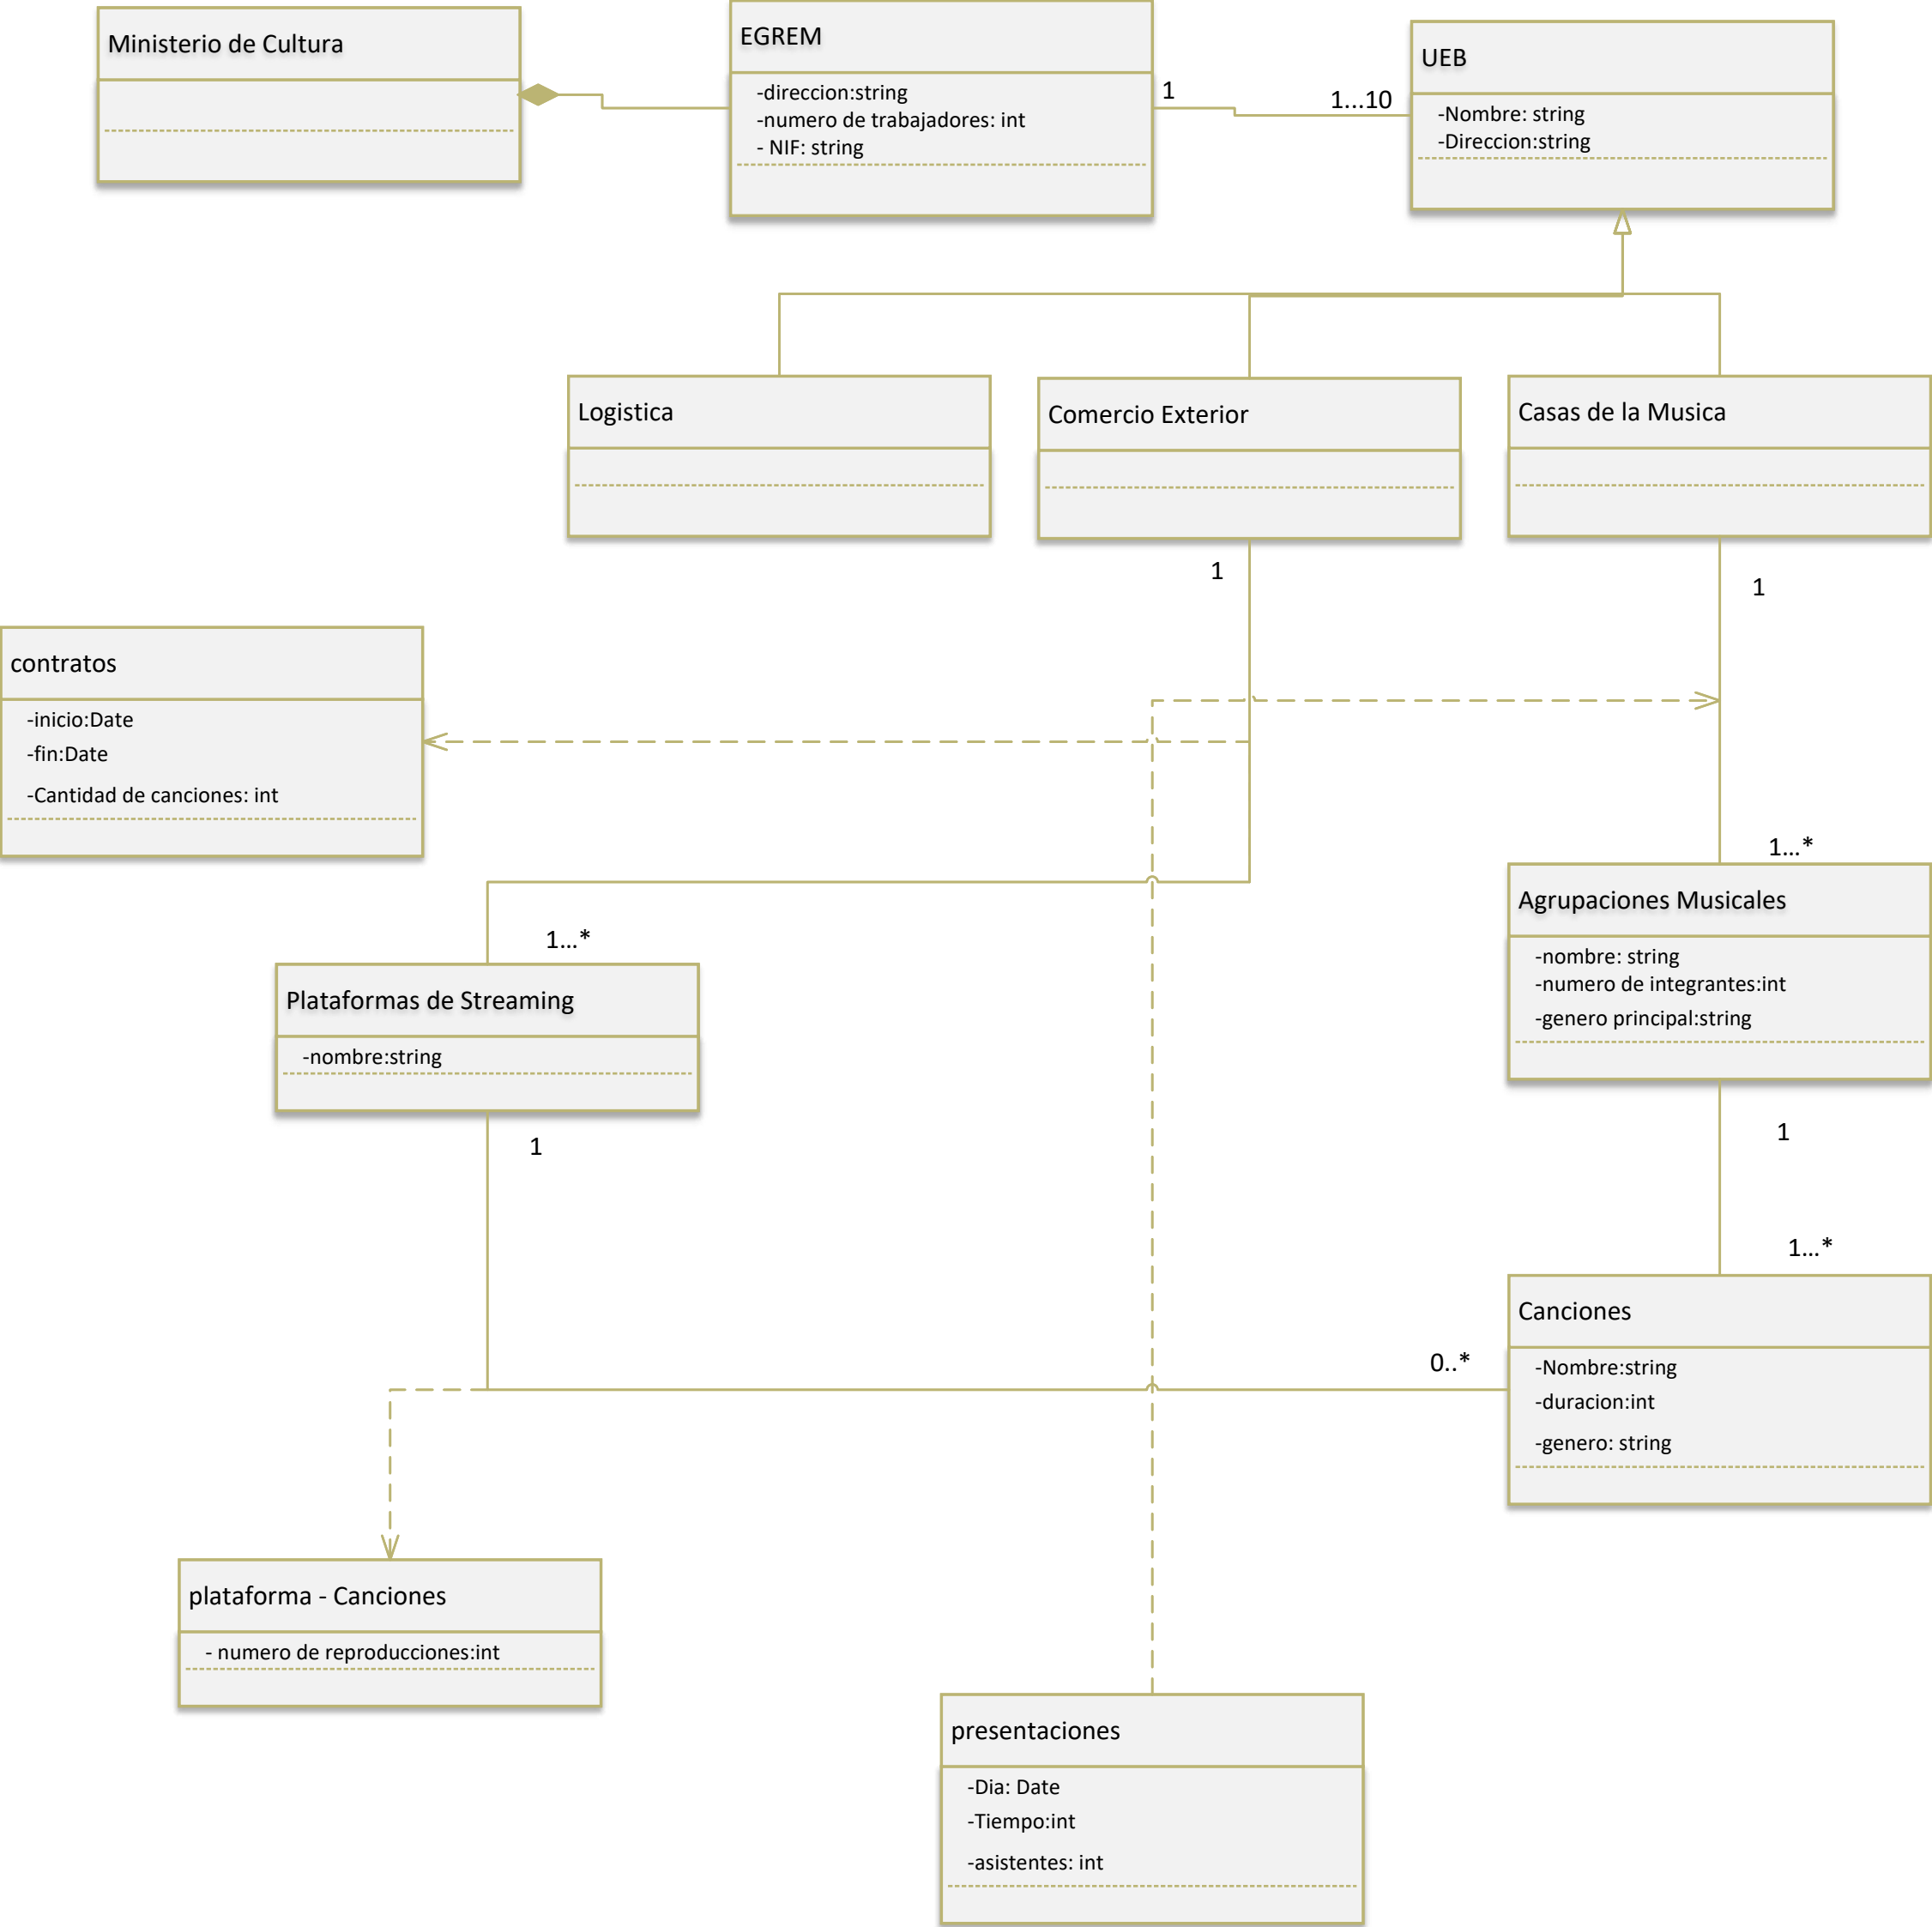 Ministerio de Cultura
EGREM
-direccion:string
-numero de trabajadores: int
- NIF: string
1
1...10
UEB
-Nombre: string
-Direccion:string
Logistica
Comercio Exterior
Casas de la Musica
1
1
contratos
-inicio:Date
-fin:Date
-Cantidad de canciones: int
1...*
Agrupaciones Musicales
-nombre: string
-numero de integrantes:int
-genero principal:string
1...*
Plataformas de Streaming
-nombre:string
1
1
1...*
Canciones
-Nombre:string
-duracion:int
-genero: string
0..*
plataforma - Canciones
- numero de reproducciones:int
presentaciones
-Dia: Date
-Tiempo:int
-asistentes: int